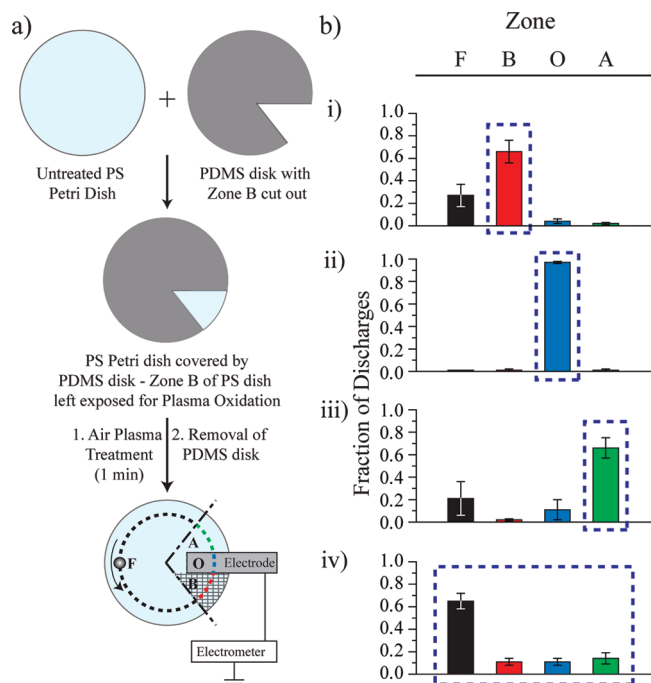 a)
Untreated PS
Petri Dish
+
PDMS disk with
Zone B cut out
PS Petri dish covered by
PDMS disk - Zone B of PS dish
left exposed for Plasma Oxidation
1. Air Plasma
Treatment
(1 min)
2. Removal of
PDMS disk
F
A
O
B
Electrode
Electrometer
b)
Zone
F B O A
Fraction of Discharges
i)
1.0
0.8
0.6
0.4
0.2
0.0
ii)
1.0
0.8
0.6
0.4
0.2
0.0
iii)
1.0
0.8
0.6
0.4
0.2
0.0
iv)
1.0
0.8
0.6
0.4
0.2
0.0